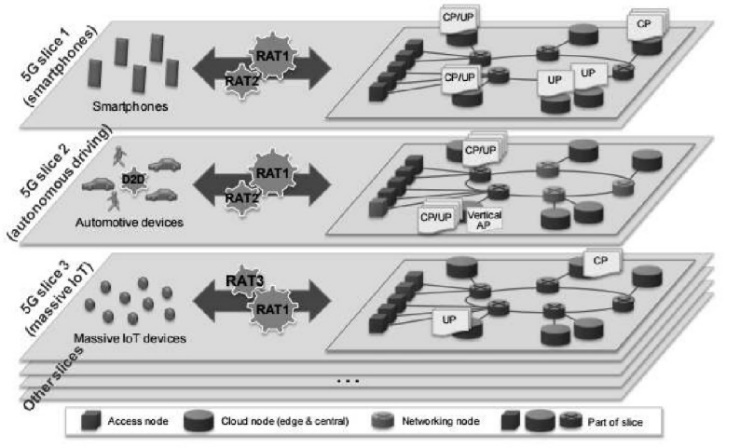 5G slice 1
(smartphones)
Smartphones
RAT1
RAT2
CP/UP
CP
CP/UP
UP
UP
5G slice 2
(autonomous driving)
D2D
Automotive devices
RAT1
RAT2
CP/UP
CP/UP
Vertical
AP
5G slice 3
(massive IoT)
Massive IoT devices
RAT3
RAT1
CP
UP
Other slices
...
Access node
Cloud node (edge & central)
Networking node
Part of slice